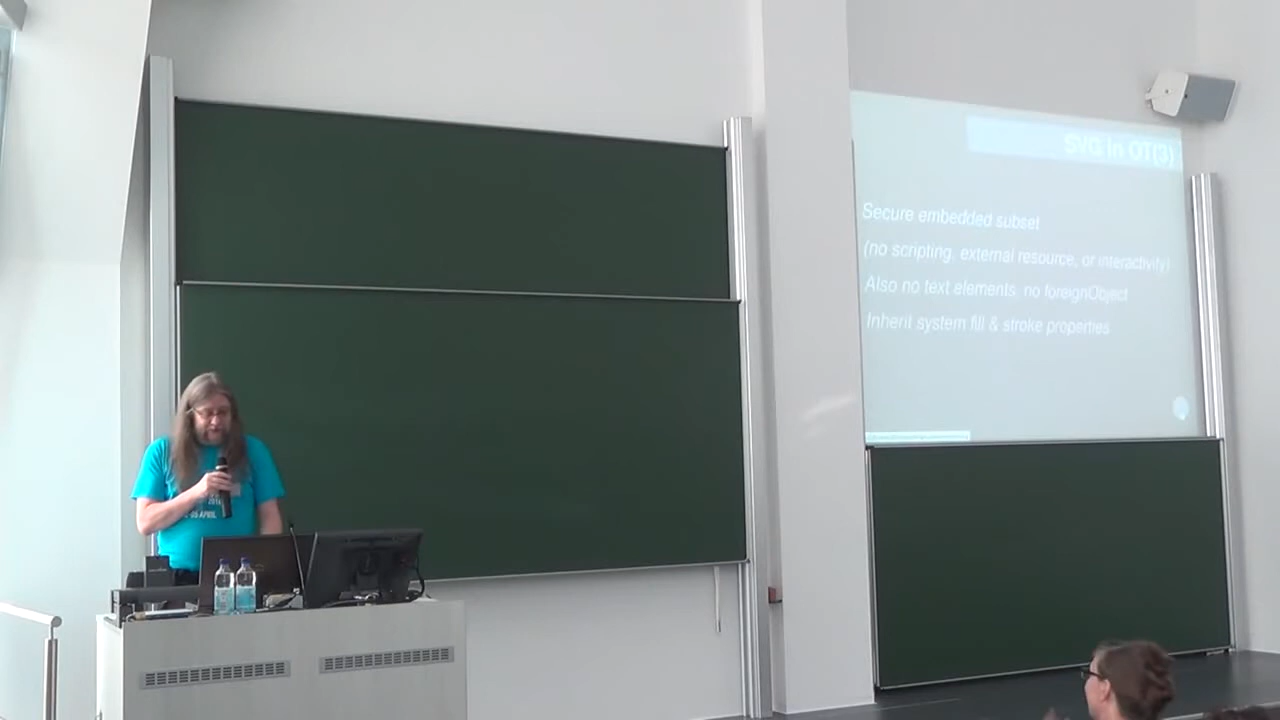 SVG in OT(3)
Secure embedded subset
(no scripting, external resource, or interactivity)
Also no text elements, no foreignObject
Inherit system fill & stroke properties
APRIL